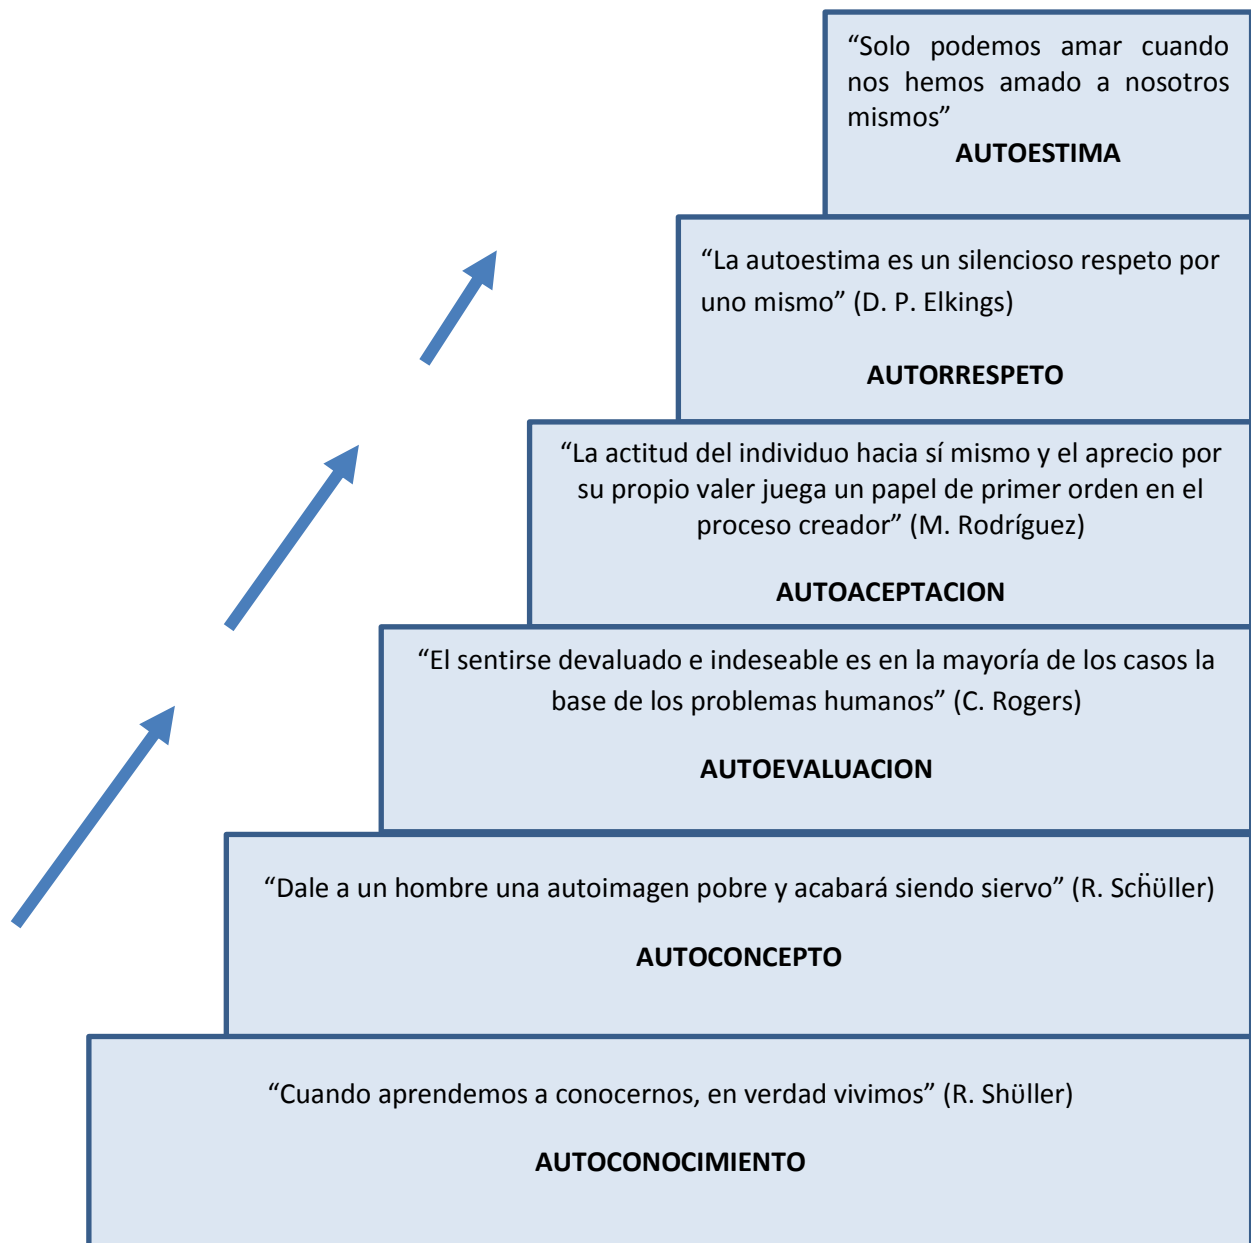 “Solo podemos amar cuando
nos hemos amado a nosotros
mismos”
AUTOESTIMA
“La autoestima es un silencioso respeto por
uno mismo” (D. P. Elkings)
AUTORRESPETO
“La actitud del individuo hacia sí mismo y el aprecio por
su propio valer juega un papel de primer orden en el
proceso creador” (M. Rodríguez)
AUTOACEPTACION
“El sentirse devaluado e indeseable es en la mayoría de los casos la
base de los problemas humanos” (C. Rogers)
AUTOEVALUACION
“Dale a un hombre una autoimagen pobre y acabará siendo siervo” (R. Scḧüller)
AUTOCONCEPTO
“Cuando aprendemos a conocernos, en verdad vivimos” (R. Shüller)
AUTOCONOCIMIENTO